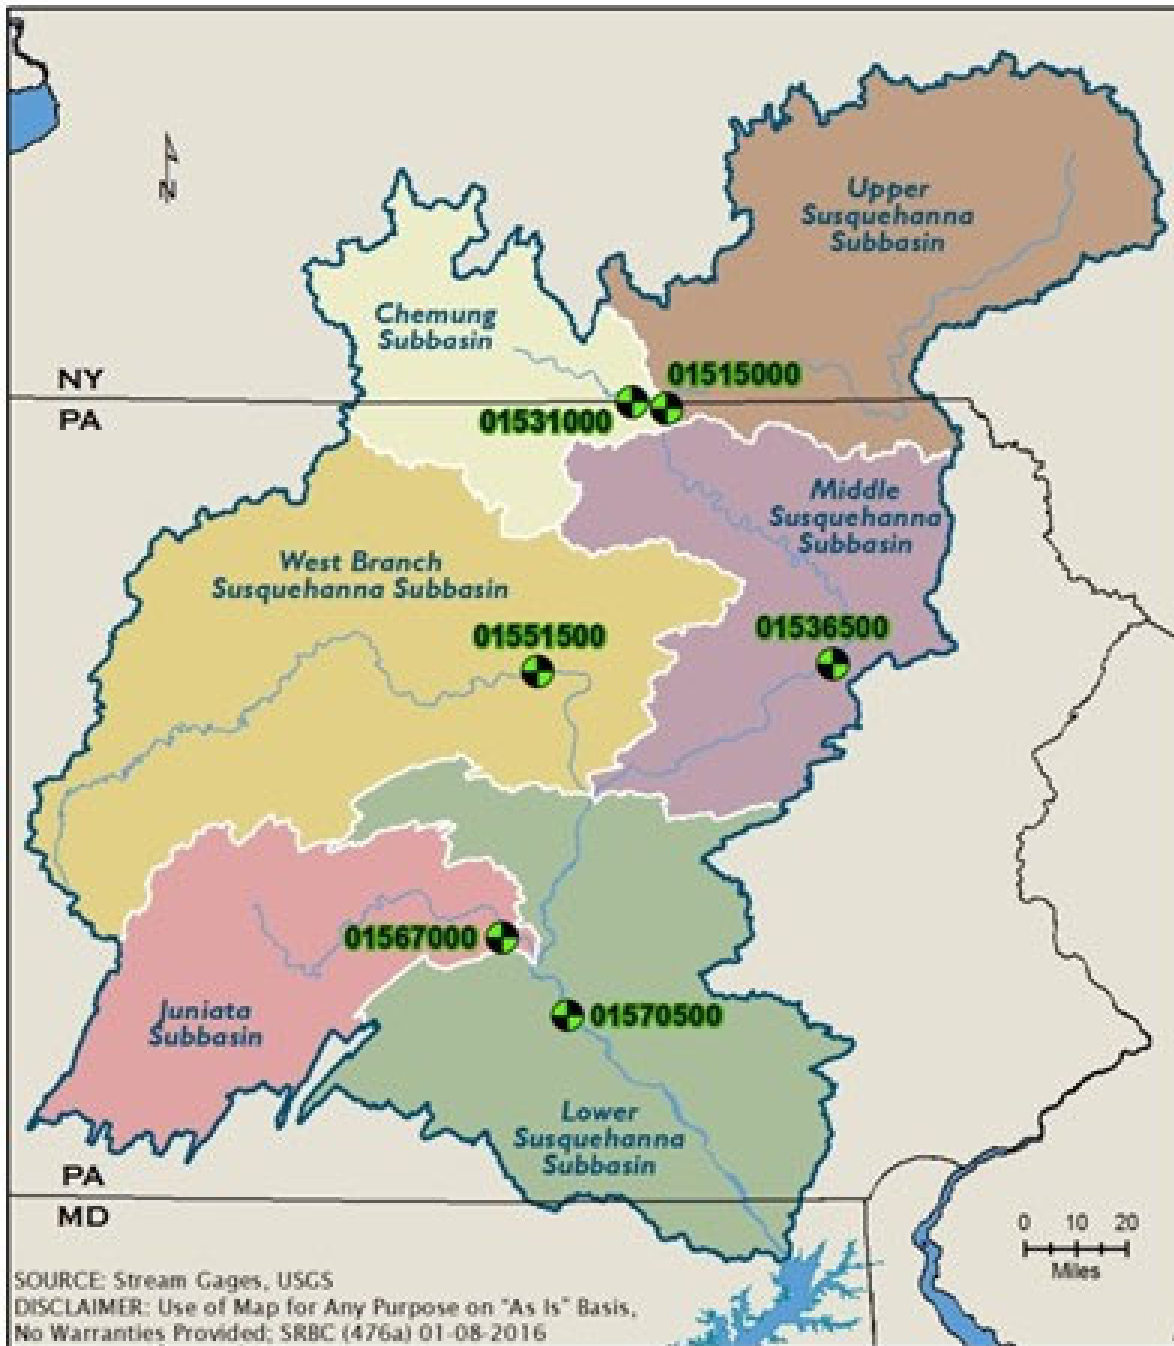 Upper
Susquehanna
Subbasin
N
Chemung
Subbasin
NY
01515000
PA
01531000
Middle
Susquehanna
Subbasin
West Branch
Susquehanna Subbasin
01551500
01536500
01567000
Juniata
Subbasin
01570500
Lower
Susquehanna
Subbasin
PA
MD
0 10 20
Miles
SOURCE: Stream Gages, USGS
DISCLAIMER: Use of Map for Any Purpose on "As Is" Basis,
No Warranties Provided; SRBC (476a) 01-08-2016